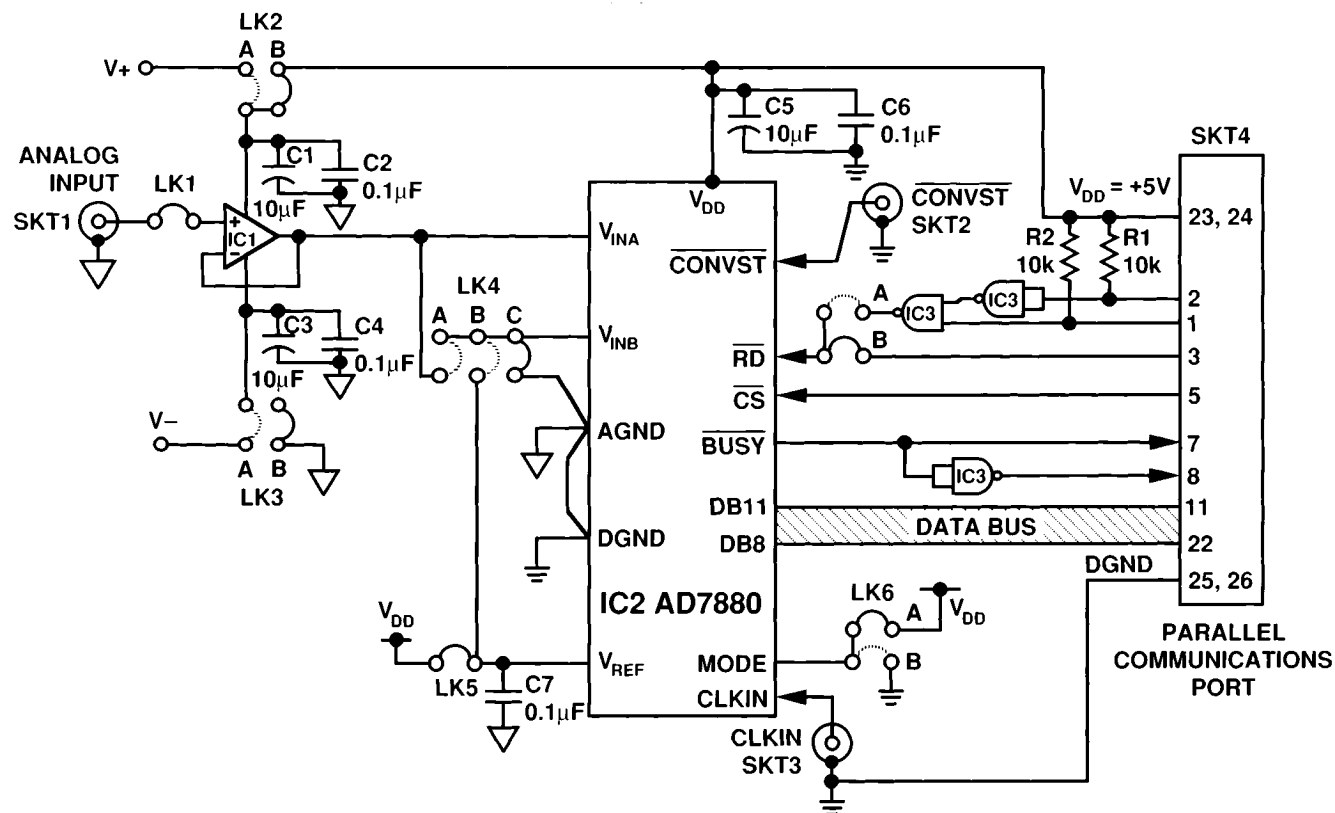 LK2
A B
V+
C5
10µF
C6
0.1µF
SKT4
ANALOG
INPUT
LK1
SKT1
C1
10µF
C2
0.1µF
+
IC1
−
V_DD
CONVST
SKT2
V_DD = +5V
23, 24
R2
10k
R1
10k
V_INA
CONVST
LK4
A B C
C3
10µF
C4
0.1µF
V_INB
A
IC3
IC3
2
1
B
RD
3
CS
5
V−
A B
LK3
AGND
BUSY
7
IC3
8
DB11
DATA BUS
11
DGND
DB8
22
DGND
25, 26
IC2 AD7880
LK6
A
V_DD
V_DD
LK5
V_REF
MODE
B
C7
0.1µF
CLKIN
CLKIN
SKT3
PARALLEL
COMMUNICATIONS
PORT